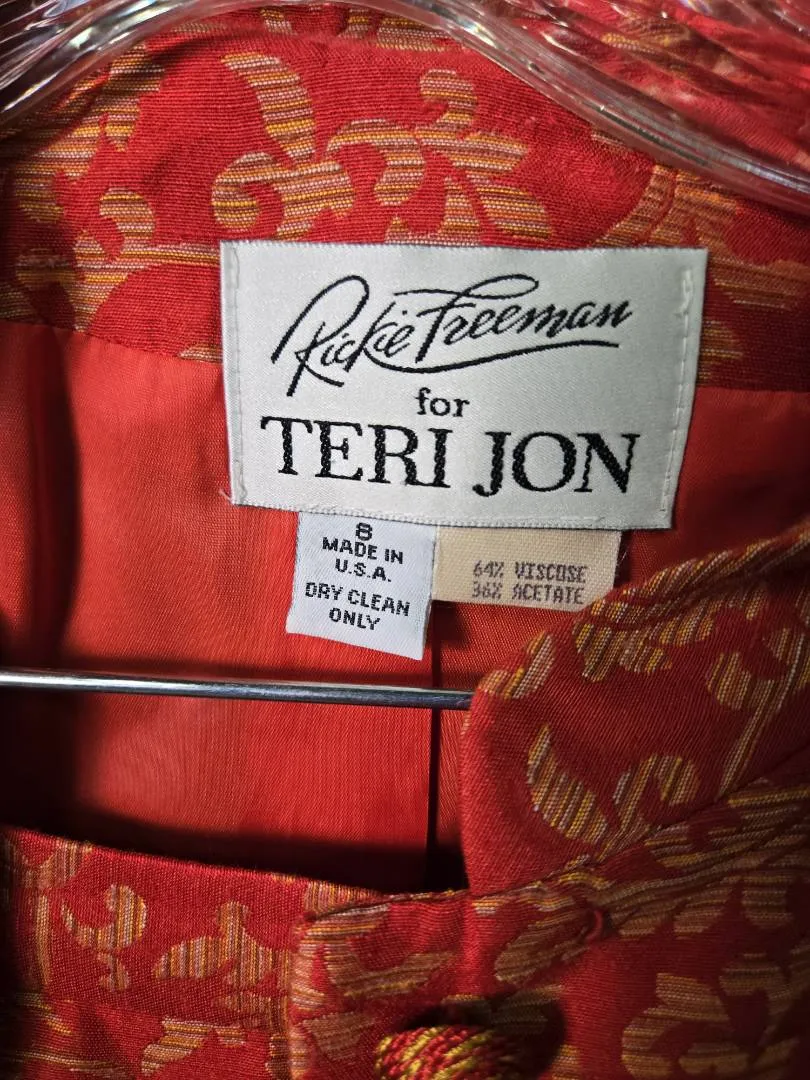 Rickie Freeman
for
TERI JON
8
MADE IN
U.S.A.
DRY CLEAN
ONLY
64% VISCOSE
36% ACETATE